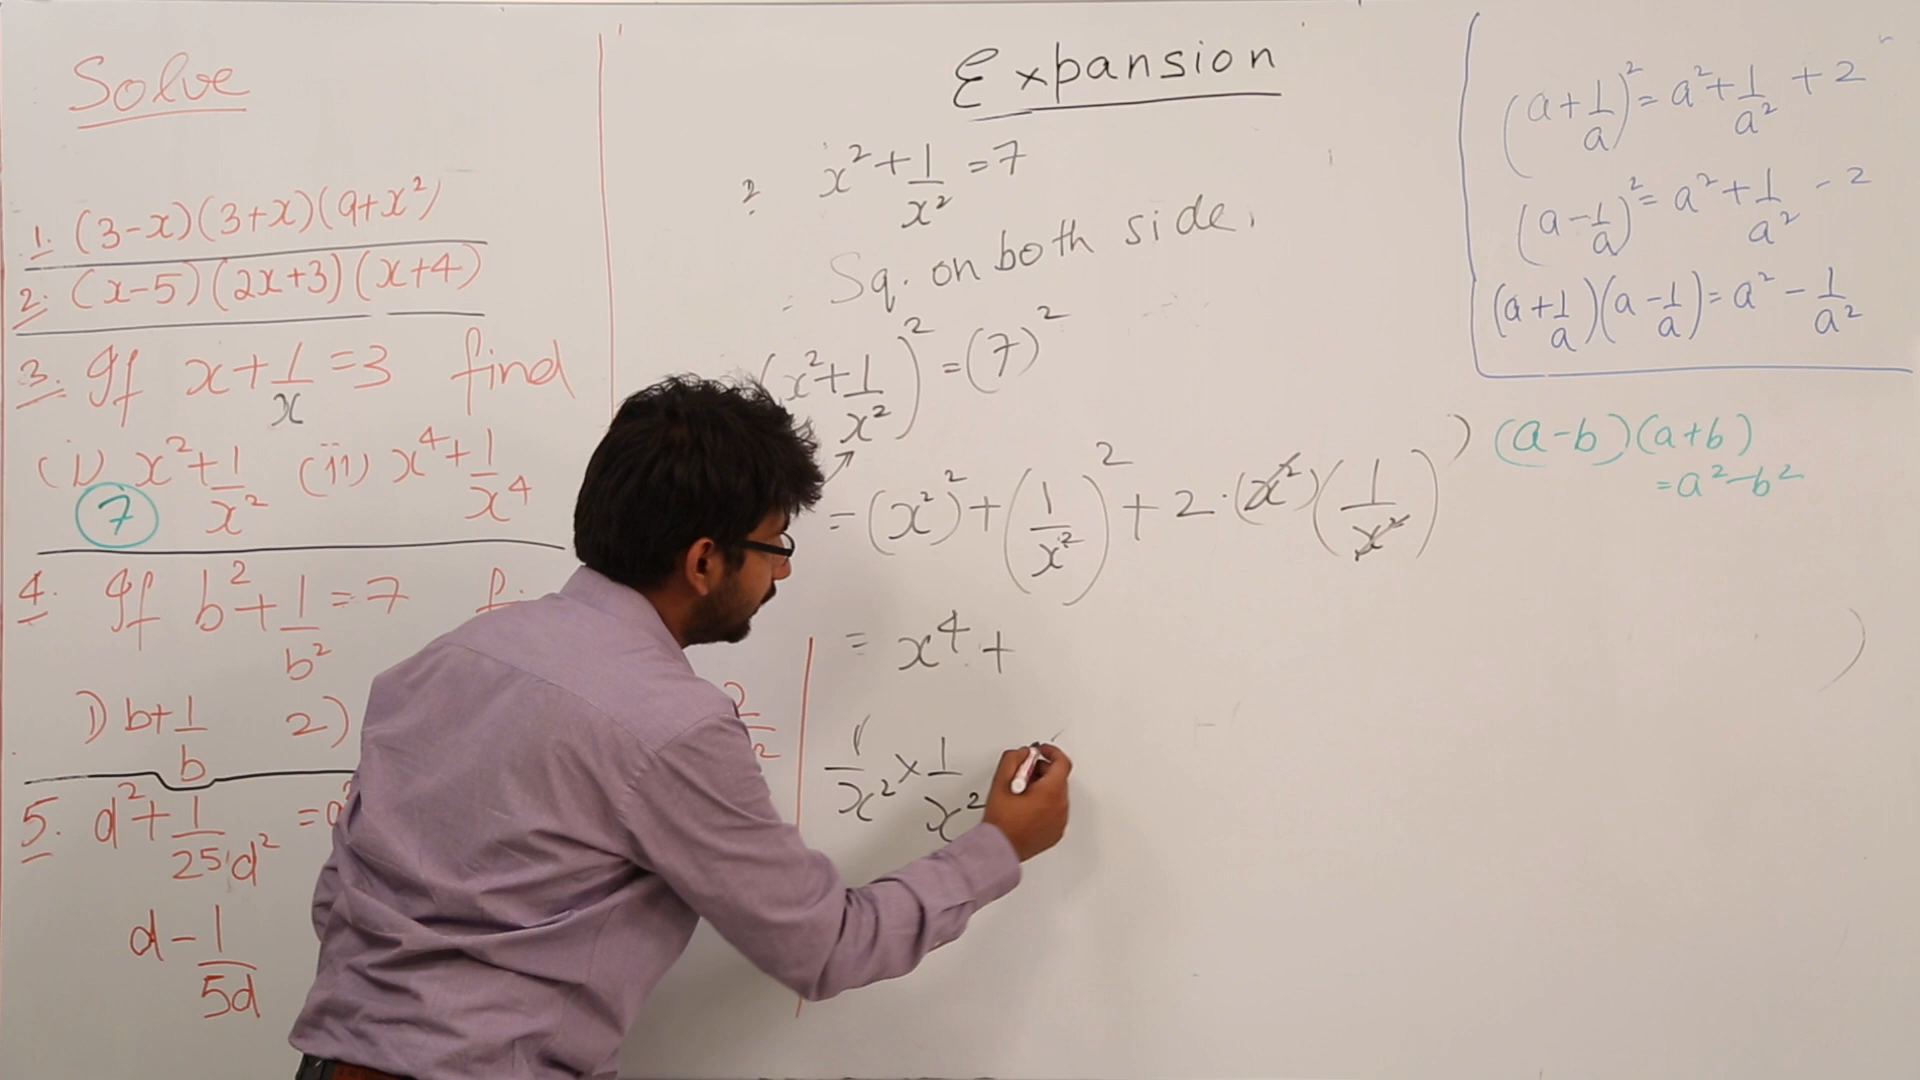 Solve
1. (3-x)(3+x)(9+x²)
2. (x-5)(2x+3)(x+4)
3. If x+1/x=3 find
(i) x²+1/x² (ii) x⁴+1/x⁴
7
4. If b²+1/b²=7
1) b+1/b 2)
5. d²+1/25d² =
d-1/5d
Expansion
x²+1/x²=7
Sq. on both side.
(x²+1/x²)²=(7)²
=(x²)²+(1/x²)²+2·(x²)(1/x²)
= x⁴+
1/x²×1/x²
(a+1/a)²=a²+1/a²+2
(a-1/a)²=a²+1/a²-2
(a+1/a)(a-1/a)=a²-1/a²
(a-b)(a+b)
=a²-b²